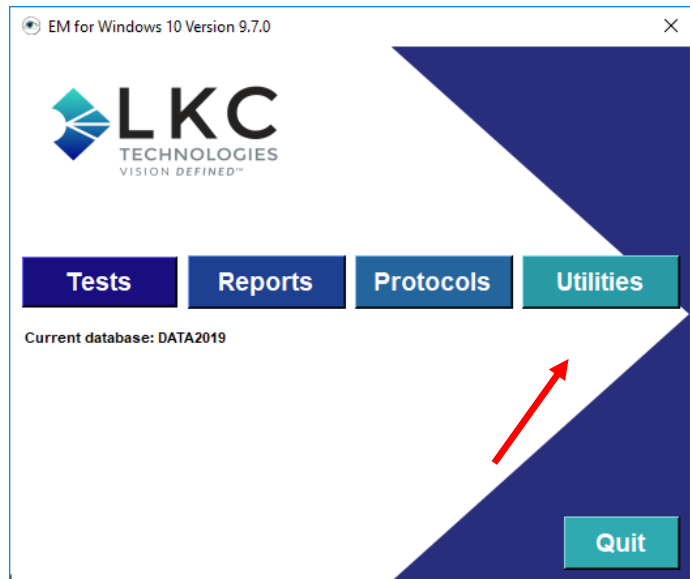 EM for Windows 10 Version 9.7.0
LKC
TECHNOLOGIES
VISION DEFINED™
Tests
Reports
Protocols
Utilities
Current database: DATA2019
Quit